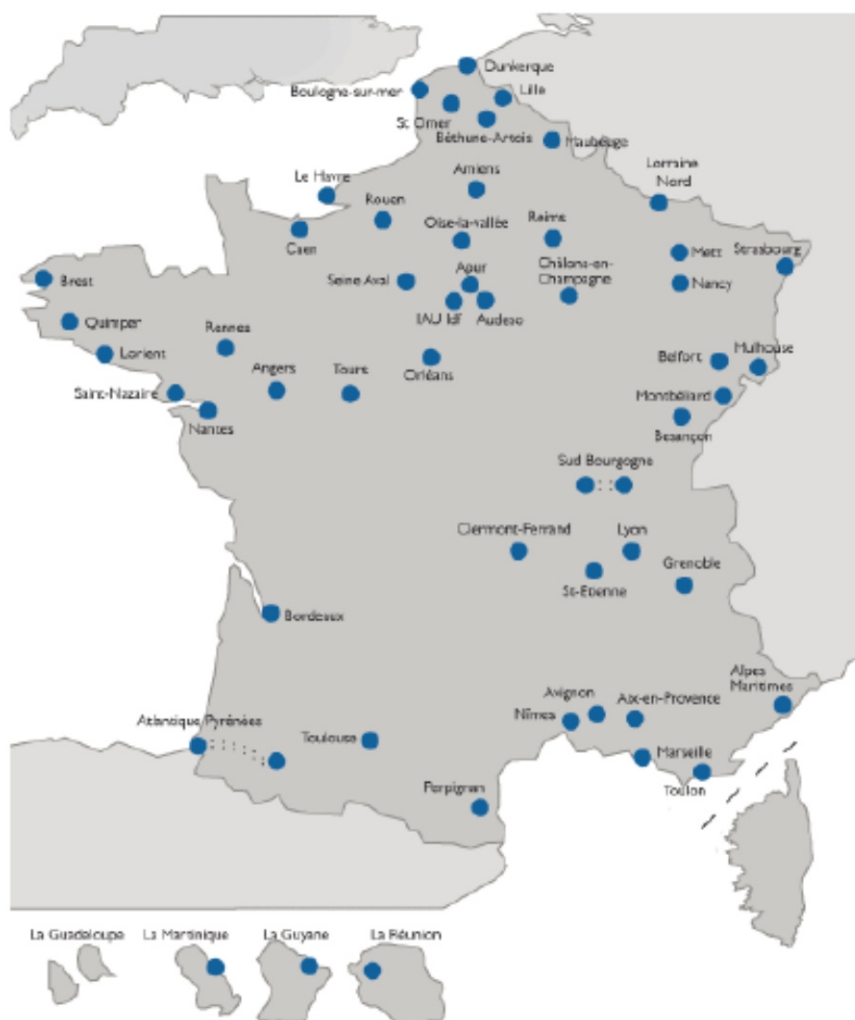 Dunkerque
Boulogne-sur-mer
Lille
St Omer
Béthune-Artois
Maubeuge
Lorraine
Nord
Le Havre
Amiens
Rouen
Oise-la-vallée
Reims
Caen
Metz
Strasbourg
Brest
Seine Aval
Apur
Châlons-en-
Champagne
Nancy
IAU Idf
Quimper
Rennes
Lorient
Orléans
Belfort
Mulhouse
Angers
Tours
Saint-Nazaire
Montbéliard
Nantes
Besançon
Sud Bourgogne
Clermont-Ferrand
Lyon
Grenoble
St-Etienne
Bordeaux
Alpes
Maritimes
Avignon
Aix-en-Provence
Nîmes
Atlantique Pyrénées
Toulouse
Marseille
Toulon
Perpignan
La Guadeloupe
La Martinique
La Guyane
La Réunion